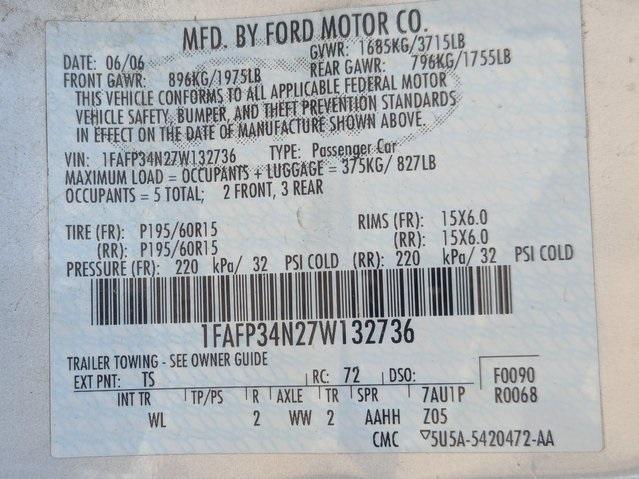 MFD. BY FORD MOTOR CO.
DATE: 06/06 GVWR: 1685KG/3715LB
FRONT GAWR: 896KG/1975LB REAR GAWR: 796KG/1755LB
THIS VEHICLE CONFORMS TO ALL APPLICABLE FEDERAL MOTOR
VEHICLE SAFETY, BUMPER, AND THEFT PREVENTION STANDARDS
IN EFFECT ON THE DATE OF MANUFACTURE SHOWN ABOVE.
VIN: 1FAFP34N27W132736 TYPE: Passenger Car
MAXIMUM LOAD = OCCUPANTS + LUGGAGE = 375KG/ 827LB
OCCUPANTS = 5 TOTAL; 2 FRONT, 3 REAR
TIRE (FR): P195/60R15 RIMS (FR): 15X6.0
(RR): P195/60R15 (RR): 15X6.0
PRESSURE (FR): 220 kPa/ 32 PSI COLD (RR): 220 kPa/ 32 PSI COLD
1FAFP34N27W132736
TRAILER TOWING - SEE OWNER GUIDE
EXT PNT: TS RC: 72 DSO: F0090
INT TR TP/PS R AXLE TR SPR 7AU1P R0068
WL 2 WW 2 AAHH Z05
CMC ▽5U5A-5420472-AA